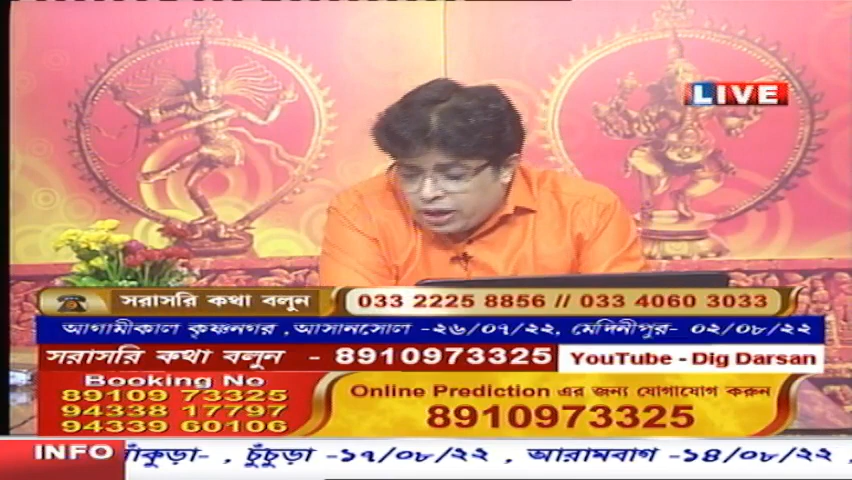 LIVE
সরাসরি কথা বলুন 033 2225 8856 // 033 4060 3033
আগামীকাল কৃষ্ণনগর ,আসানসোল -২৬/০৭/২২, মেদিনীপুর- ০২/০৮/২২
সরাসরি কথা বলুন - 8910973325 YouTube - Dig Darsan
Booking No
89109 73325
94338 17797
94339 60106
Online Prediction এর জন্য যোগাযোগ করুন
8910973325
INFO , চুঁচুড়া -১৭/০৮/২২ , আরামবাগ -১৪/০৮/২২